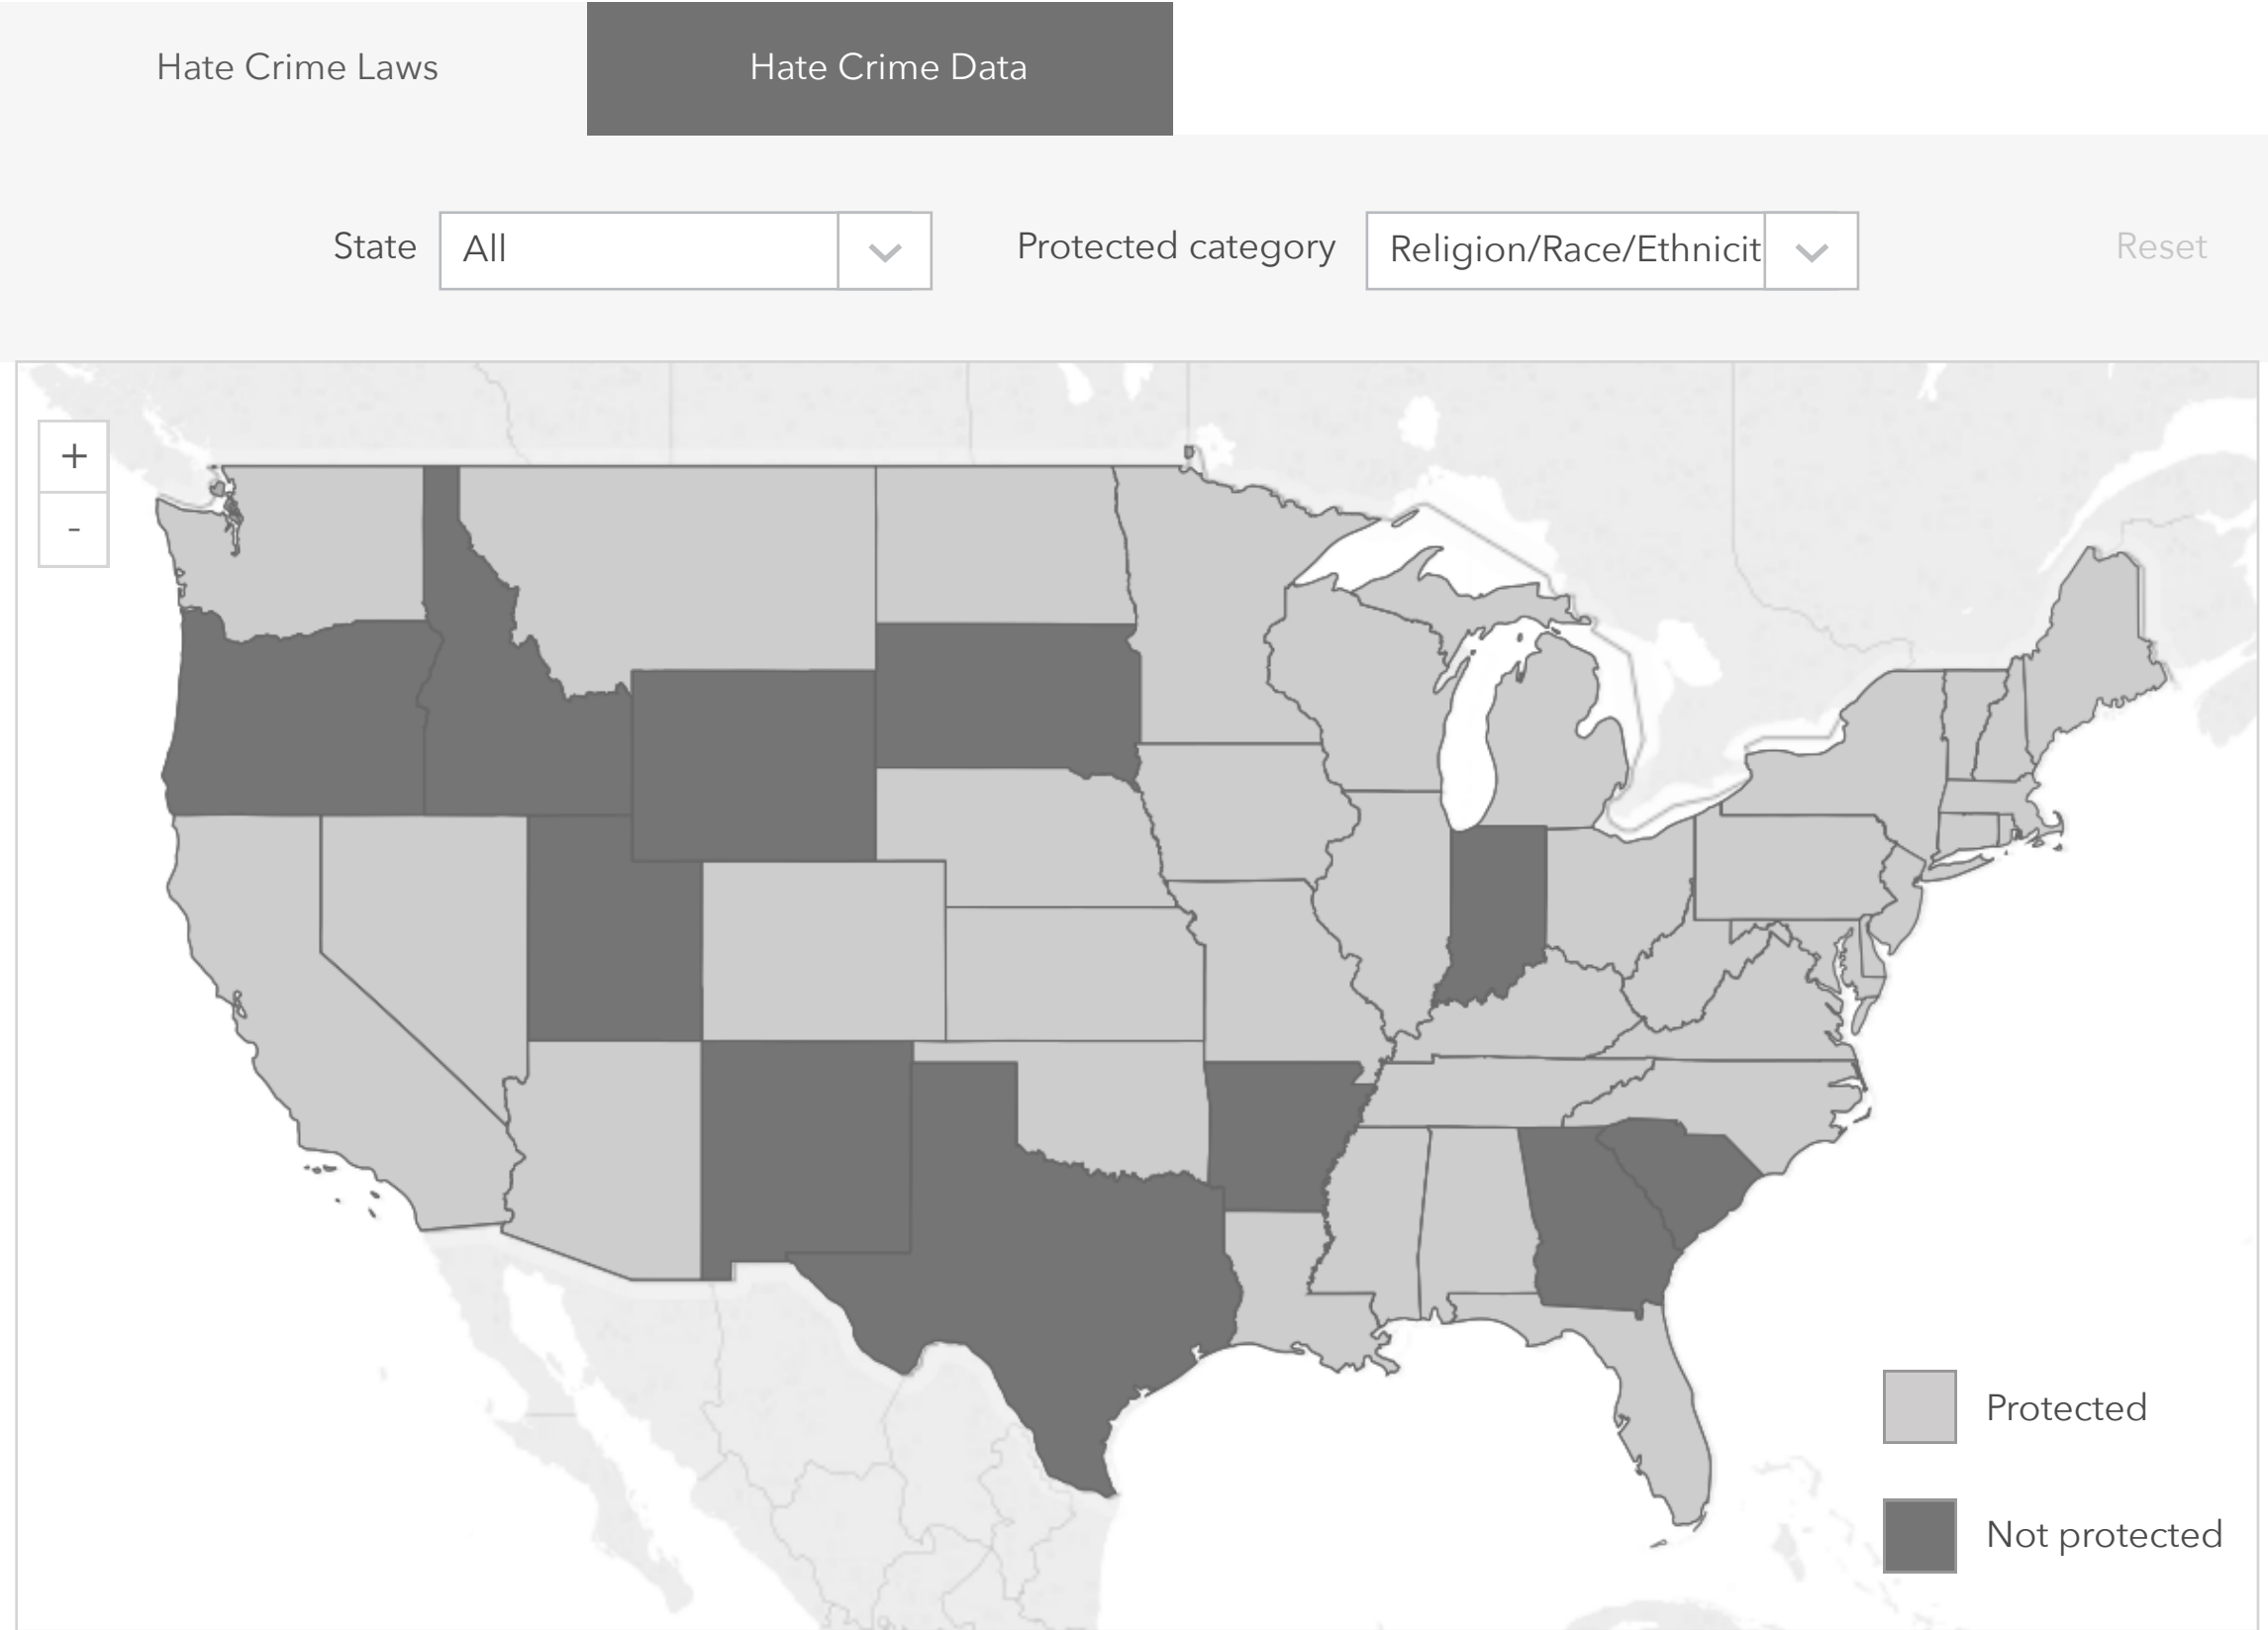 Hate Crime Laws
Hate Crime Data
State
All
Protected category
Religion/Race/Ethnicit
Reset
+
-
Protected
Not protected